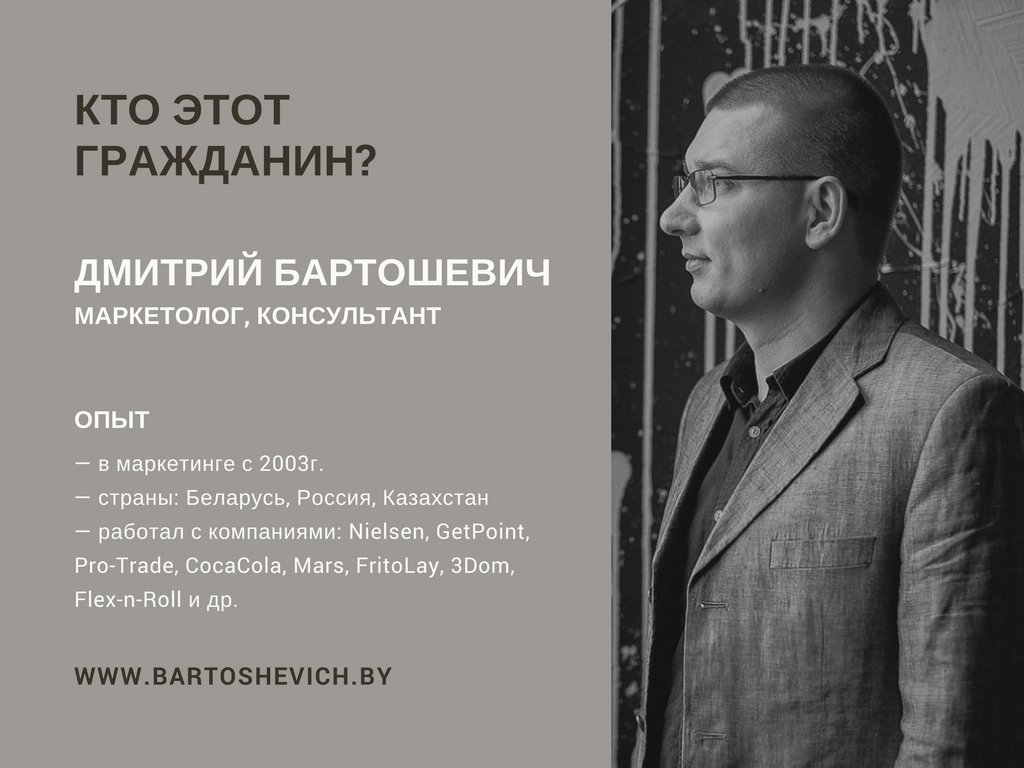 КТО ЭТОТ
ГРАЖДАНИН?
ДМИТРИЙ БАРТОШЕВИЧ
МАРКЕТОЛОГ, КОНСУЛЬТАНТ
ОПЫТ
— в маркетинге с 2003г.
— страны: Беларусь, Россия, Казахстан
— работал с компаниями: Nielsen, GetPoint,
Pro-Trade, CocaCola, Mars, FritoLay, 3Dom,
Flex-n-Roll и др.
WWW.BARTOSHEVICH.BY